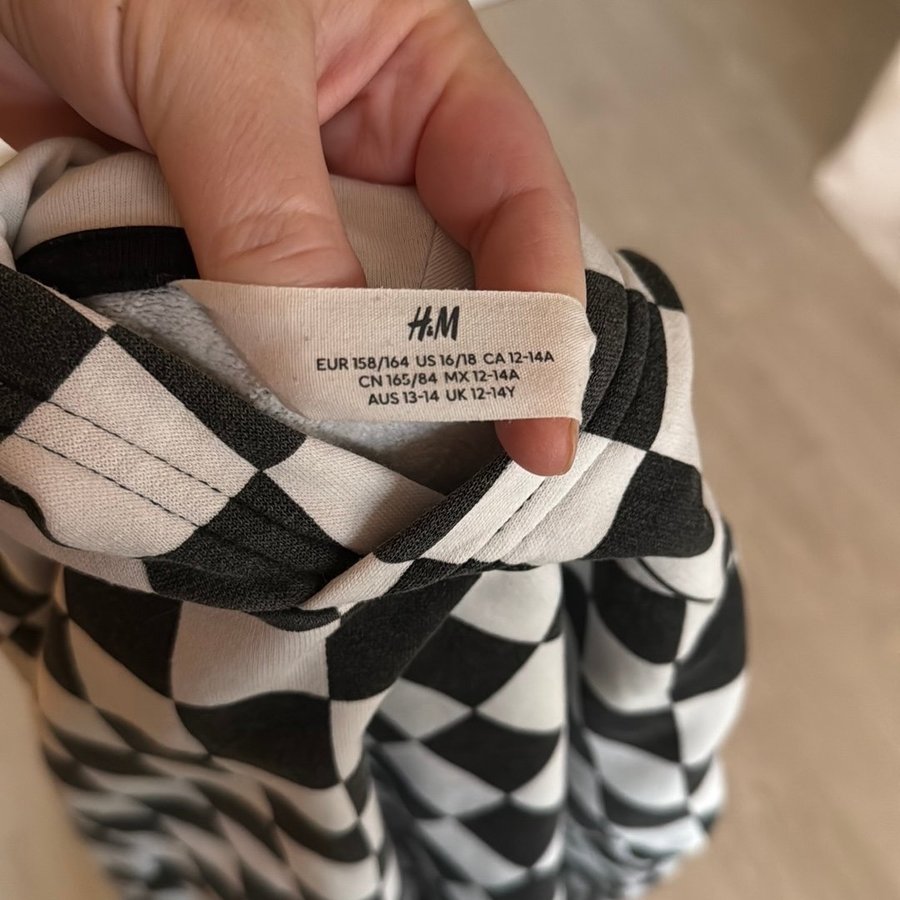 H&M
EUR 158/164 US 16/18 CA 12-14A
CN 165/84 MX 12-14A
AUS 13-14 UK 12-14Y